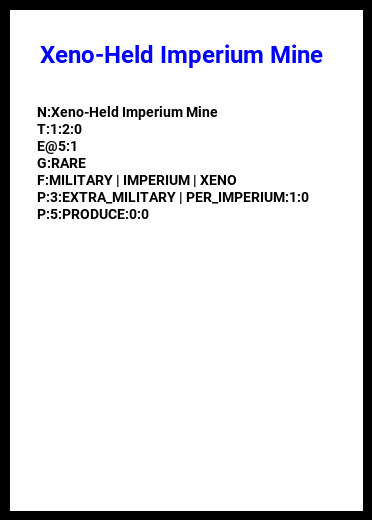 Xeno-Held Imperium Mine
N:Xeno-Held Imperium Mine
T:1:2:0
E@5:1
G:RARE
F:MILITARY | IMPERIUM | XENO
P:3:EXTRA_MILITARY | PER_IMPERIUM:1:0
P:5:PRODUCE:0:0